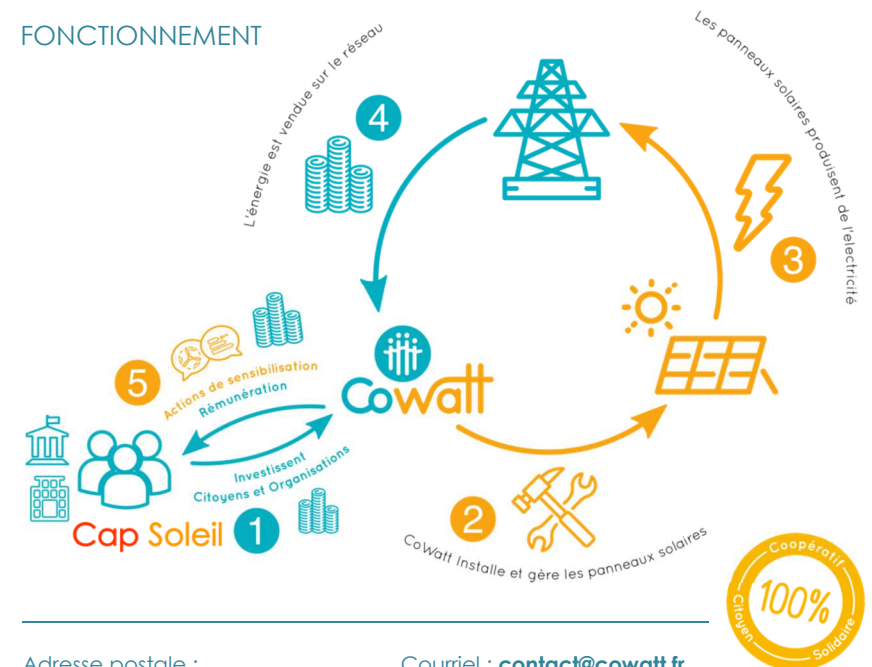 FONCTIONNEMENT
L'énergie est vendue sur le réseau
Les panneaux solaires produisent de l'electricité
4
3
5
Actions de sensibilisation
Rémunération
CoWatt
Investissent
Citoyens et Organisations
Cap Soleil
1
2
CoWatt Installe et gère les panneaux solaires
Coopératif
100%
Citoyen
Solidaire
Adresse postale :
Courriel : contact@cowatt.fr